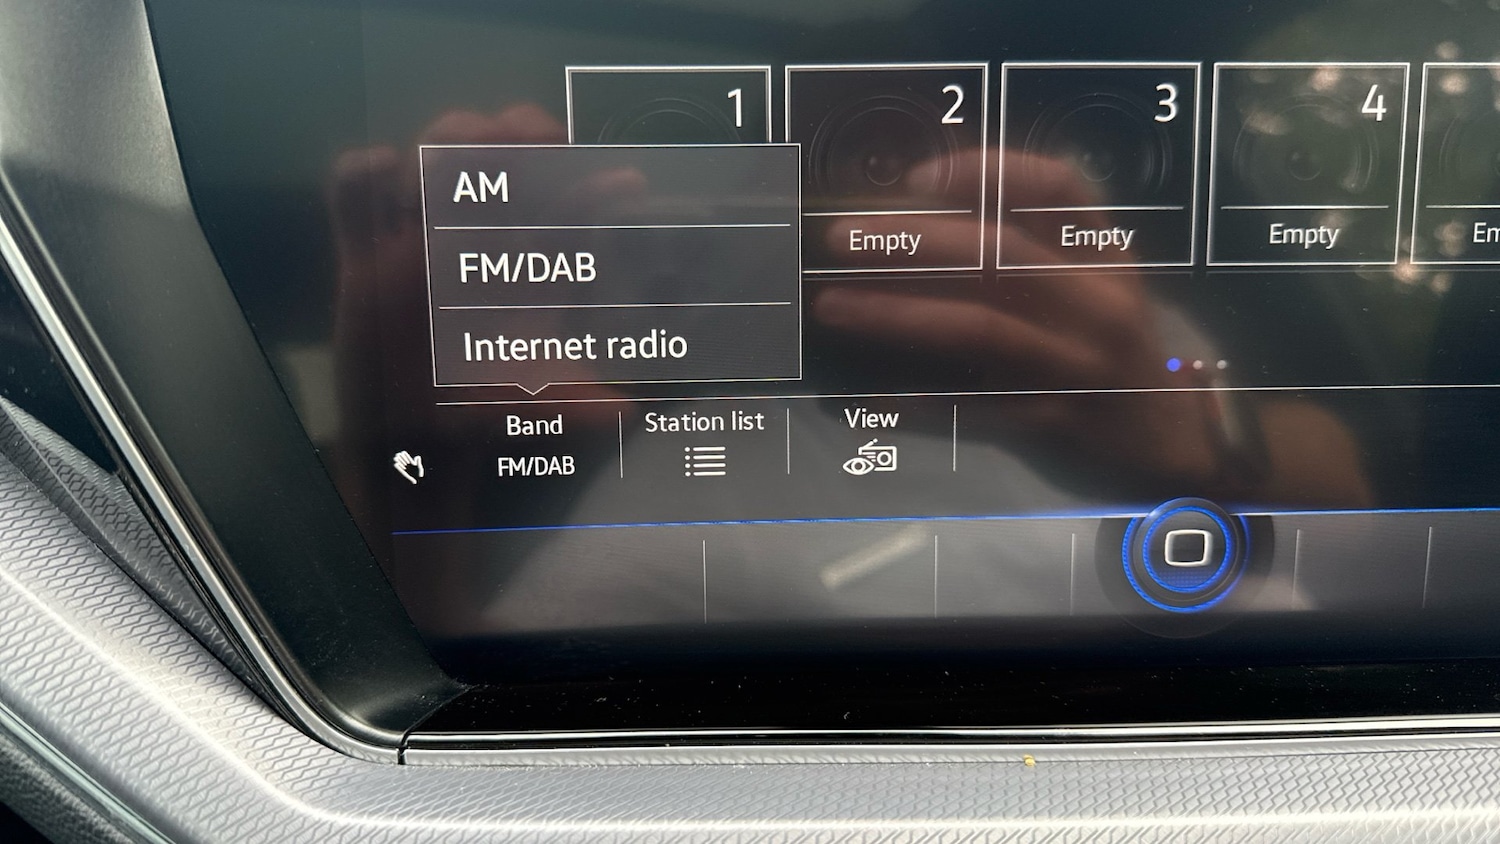 1
2
3
4
AM
FM/DAB
Internet radio
Empty
Empty
Empty
Band
FM/DAB
Station list
View